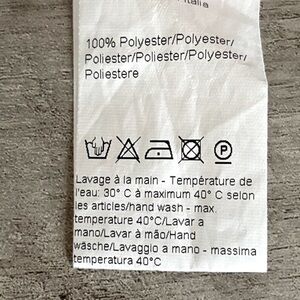 Italia
100% Polyester/Polyester/
Poliester/Poliester/Polyester/
Poliestere
P
Lavage à la main - Température de
l'eau: 30° C à maximum 40° C selon
les articles/hand wash - max.
temperature 40°C/Lavar a
mano/Lavar à mão/Hand
wäsche/Lavaggio a mano - massima
temperatura 40°C